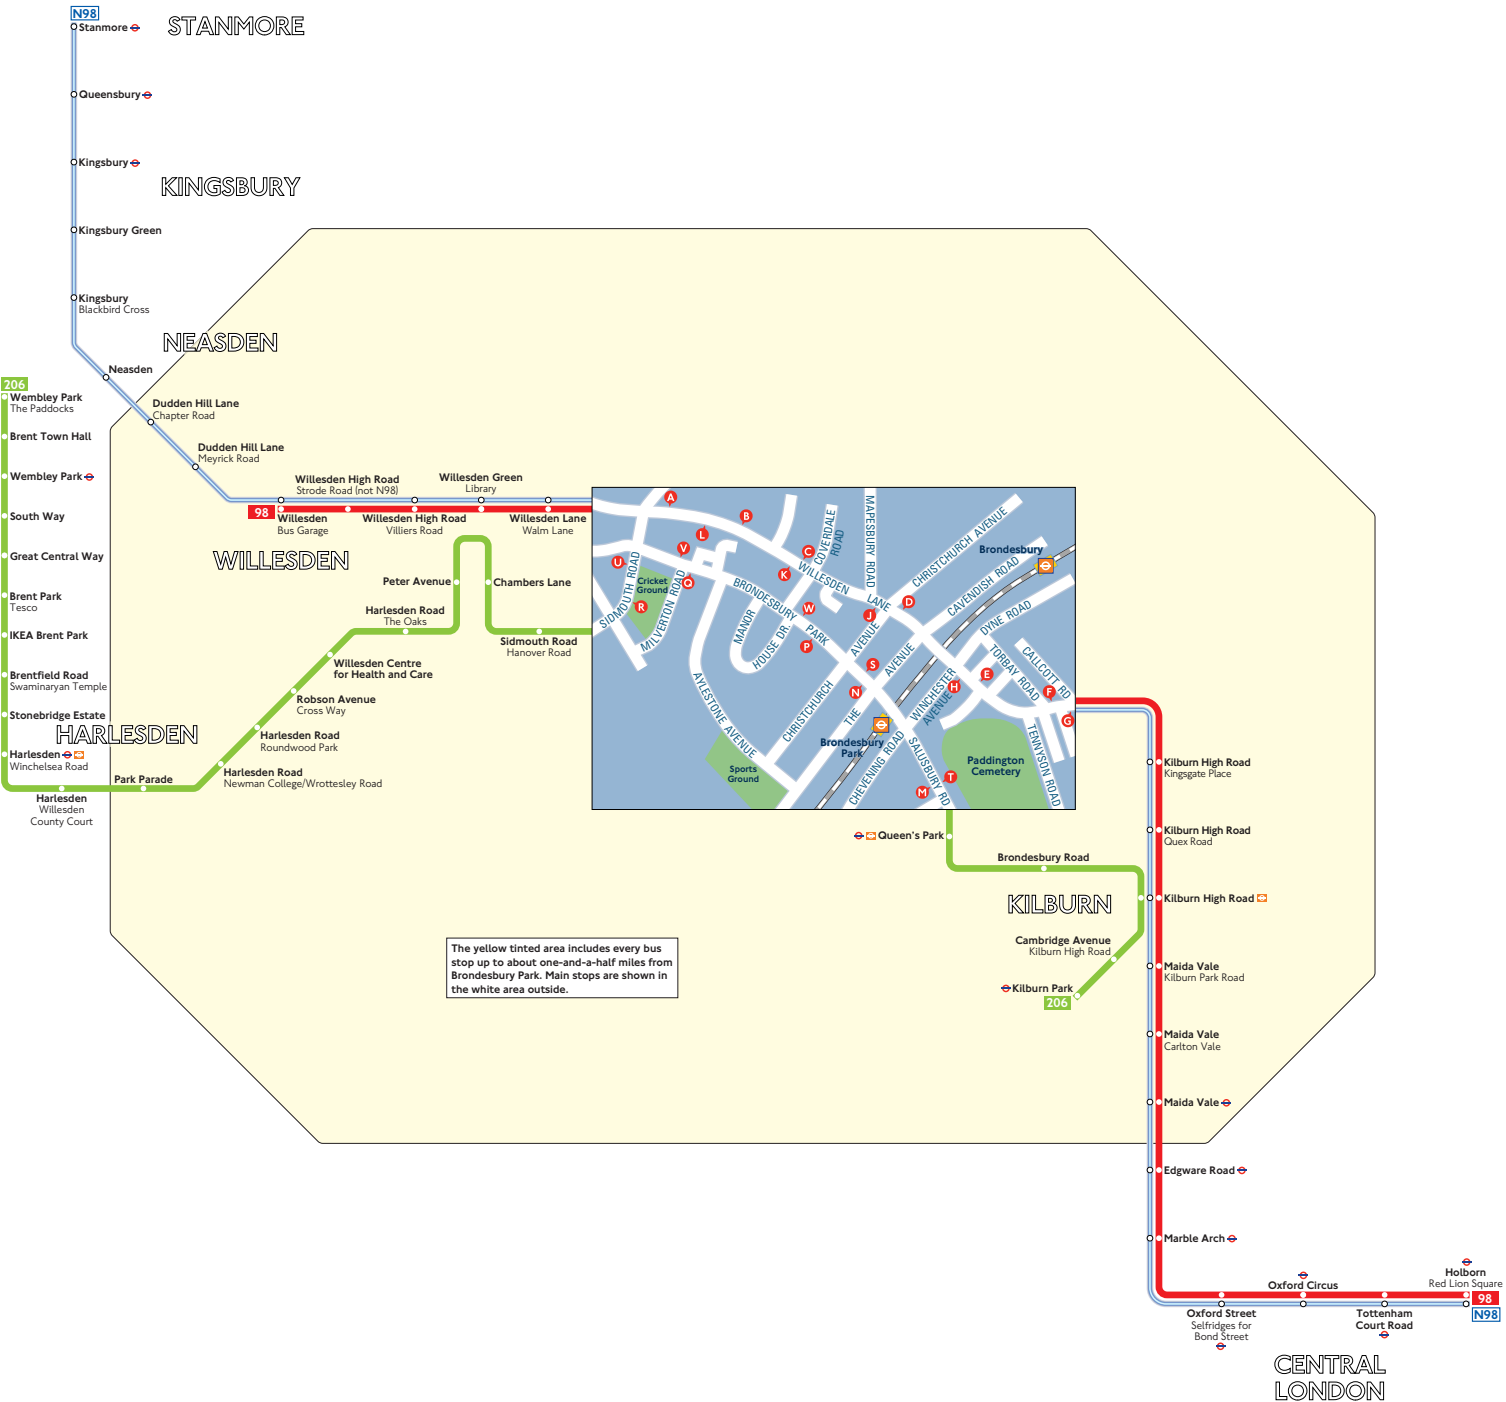 N98
Stanmore
STANMORE
Queensbury
Kingsbury
KINGSBURY
Kingsbury Green
Kingsbury
Blackbird Cross
NEASDEN
Neasden
206
Wembley Park
The Paddocks
Brent Town Hall
Wembley Park
South Way
Great Central Way
Brent Park
Tesco
IKEA Brent Park
Brentfield Road
Swaminaryan Temple
Stonebridge Estate
HARLESDEN
Harlesden
Winchelsea Road
Harlesden
Willesden
County Court
Park Parade
Harlesden Road
Newman College/Wrottesley Road
Harlesden Road
Roundwood Park
Robson Avenue
Cross Way
Willesden Centre
for Health and Care
Harlesden Road
The Oaks
Peter Avenue
Chambers Lane
Sidmouth Road
Hanover Road
Dudden Hill Lane
Chapter Road
Dudden Hill Lane
Meyrick Road
Willesden High Road
Strode Road (not N98)
Willesden Green
Library
98
Willesden
Bus Garage
Willesden High Road
Villiers Road
Willesden Lane
Walm Lane
WILLESDEN
A
B
L
V
C
K
U
Q
R
W
P
J
D
S
N
H
E
F
G
T
M
SIDMOUTH ROAD
Cricket
Ground
MILVERTON ROAD
BRONDESBURY PARK
MANOR
HOUSE DR.
COVERDALE
ROAD
WILLESDEN LANE
MAPESBURY ROAD
CHRISTCHURCH AVENUE
CAVENDISH ROAD
Brondesbury
DYNE ROAD
TORBAY ROAD
CALLCOTT RD
TENNYSON ROAD
WINCHESTER
AVENUE
THE AVENUE
CHRISTCHURCH AVENUE
AYLESTONE AVENUE
Sports
Ground
Brondesbury
Park
CHEVENING ROAD
SALUSBURY RD
Paddington
Cemetery
Queen's Park
Brondesbury Road
KILBURN
Cambridge Avenue
Kilburn High Road
Kilburn Park
206
The yellow tinted area includes every bus
stop up to about one-and-a-half miles from
Brondesbury Park. Main stops are shown in
the white area outside.
Kilburn High Road
Kingsgate Place
Kilburn High Road
Quex Road
Kilburn High Road
Maida Vale
Kilburn Park Road
Maida Vale
Carlton Vale
Maida Vale
Edgware Road
Marble Arch
Oxford Street
Selfridges for
Bond Street
Oxford Circus
Tottenham
Court Road
Holborn
Red Lion Square
98
N98
CENTRAL
LONDON